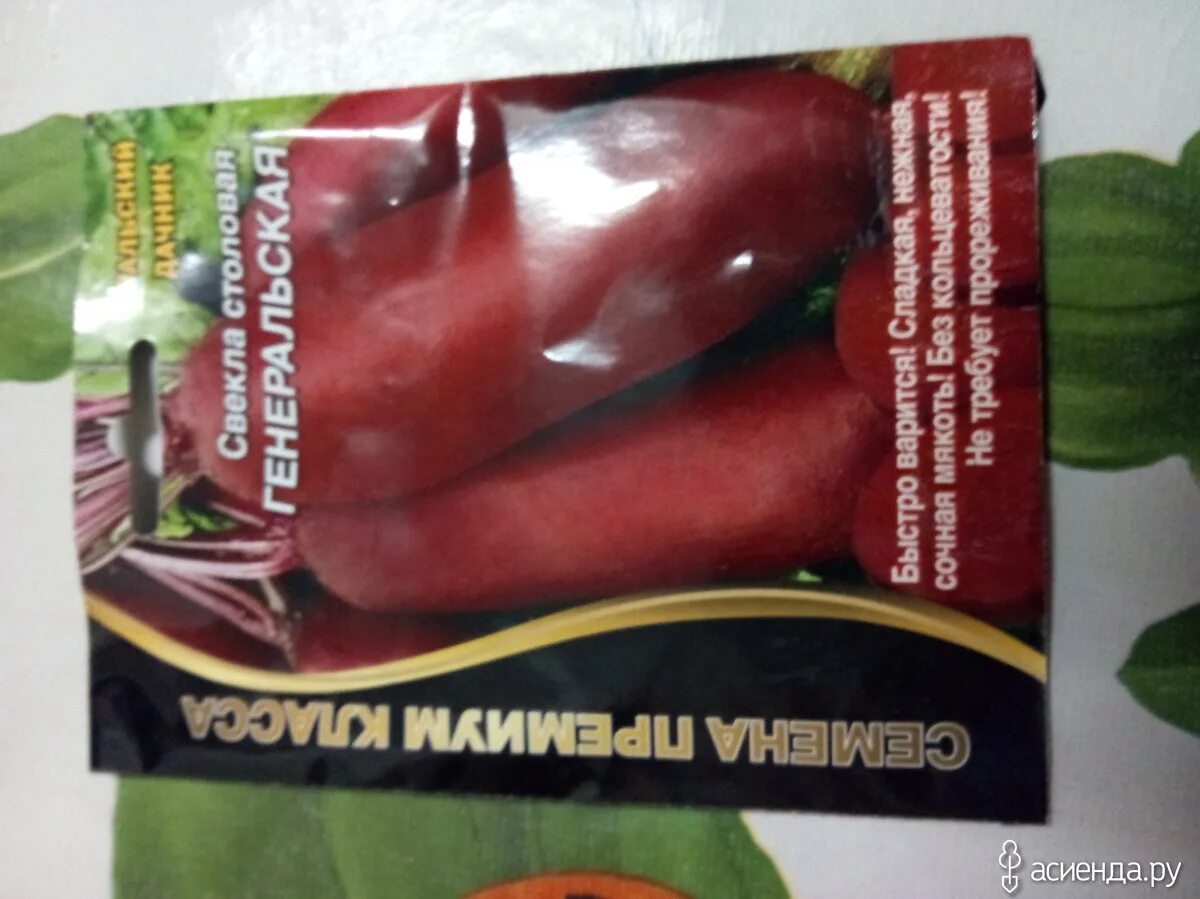 АЛЬСКИЙ
ДАЧНИК
Свекла столовая
ГЕНЕРАЛЬСКАЯ
Быстро варится! Сладкая, нежная,
сочная мякоть! Без кольцеватости!
Не требует прореживания!
СЕМЕНА ПРЕМИУМ КЛАССА
асиенда.ру